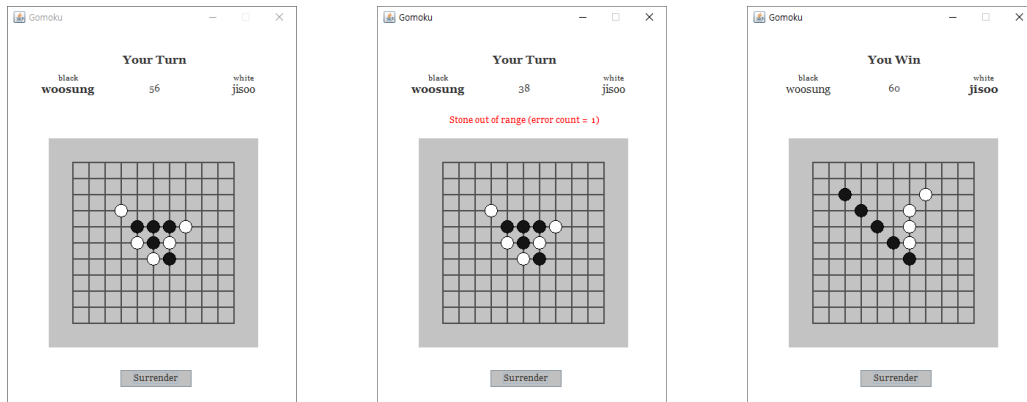 Gomoku
Your Turn
black white
woosung 56 jisoo
Surrender
Gomoku
Your Turn
black white
woosung 38 jisoo
Stone out of range (error count = 1)
Surrender
Gomoku
You Win
black white
woosung 60 jisoo
Surrender